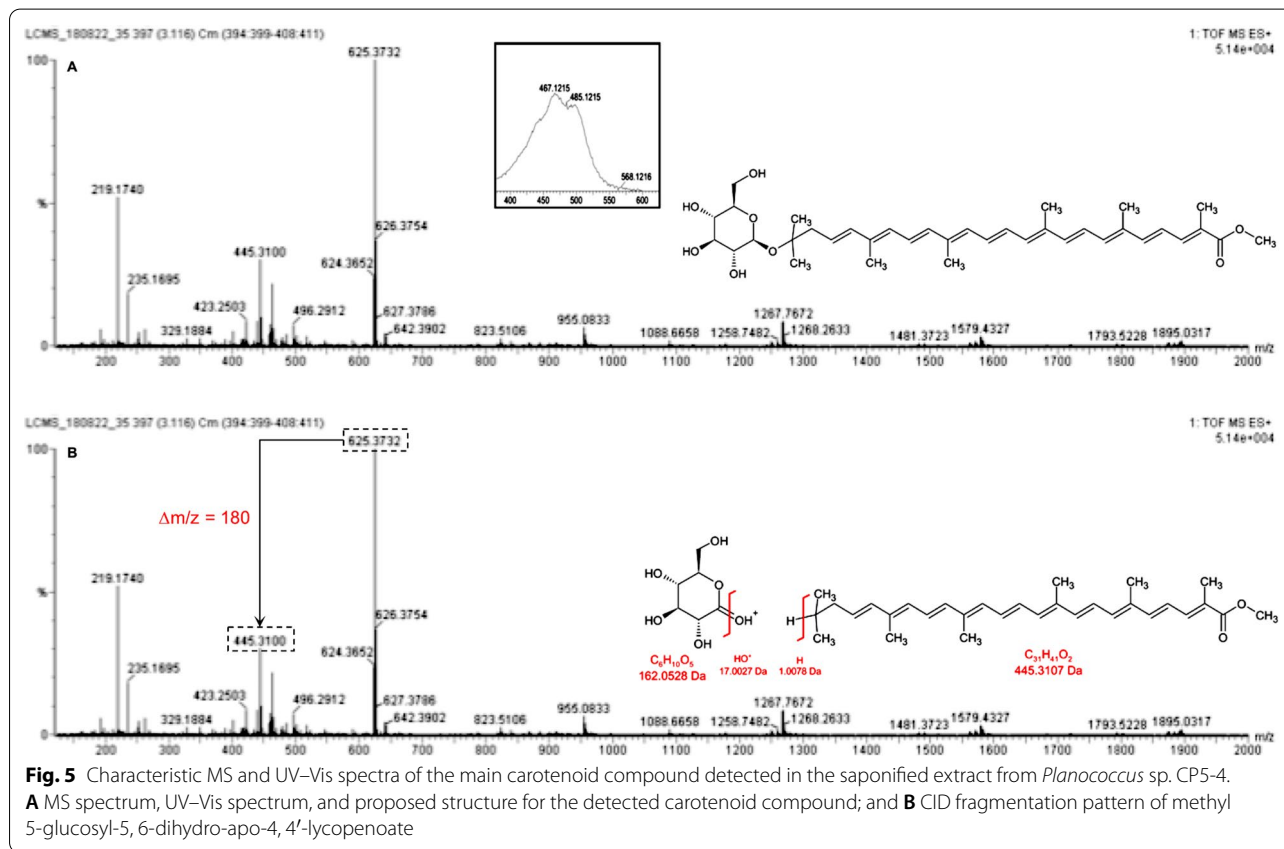 LCMS_180822_35 397 (3.116) Cm (394:399-408:411)
1: TOF MS ES+
5.14e+004
A
100
%
0
625.3732
219.1740
235.1695
329.1884
423.2503
445.3100
496.2912
624.3652
626.3754
627.3786
642.3902
823.5106
955.0833
1088.6658
1258.7482
1267.7672
1268.2633
1481.3723
1579.4327
1793.5228
1895.0317
467.1215
485.1215
568.1216
400 450 500 550 600
OH
HO
HO
OH
O
O
CH₃
CH₃
CH₃
CH₃
CH₃
CH₃
CH₃
O
O
CH₃
200 300 400 500 600 700 800 900 1000 1100 1200 1300 1400 1500 1600 1700 1800 1900 2000 m/z
LCMS_180822_35 397 (3.116) Cm (394:399-408:411)
1: TOF MS ES+
5.14e+004
B
100
%
0
625.3732
Δm/z = 180
219.1740
235.1695
329.1884
423.2503
445.3100
496.2912
624.3652
626.3754
627.3786
642.3902
823.5106
955.0833
1088.6658
1258.7482
1267.7672
1268.2633
1481.3723
1579.4327
1793.5228
1895.0317
OH
HO
HO
OH
O
OH
+
C₆H₁₀O₅
162.0528 Da
HO⁺
17.0027 Da
H
H
1.0078 Da
CH₃
CH₃
CH₃
CH₃
CH₃
CH₃
CH₃
O
O
CH₃
C₃₁H₄₁O₂
445.3107 Da
200 300 400 500 600 700 800 900 1000 1100 1200 1300 1400 1500 1600 1700 1800 1900 2000 m/z
Fig. 5 Characteristic MS and UV–Vis spectra of the main carotenoid compound detected in the saponified extract from Planococcus sp. CP5-4.
A MS spectrum, UV–Vis spectrum, and proposed structure for the detected carotenoid compound; and B CID fragmentation pattern of methyl
5-glucosyl-5, 6-dihydro-apo-4, 4′-lycopenoate